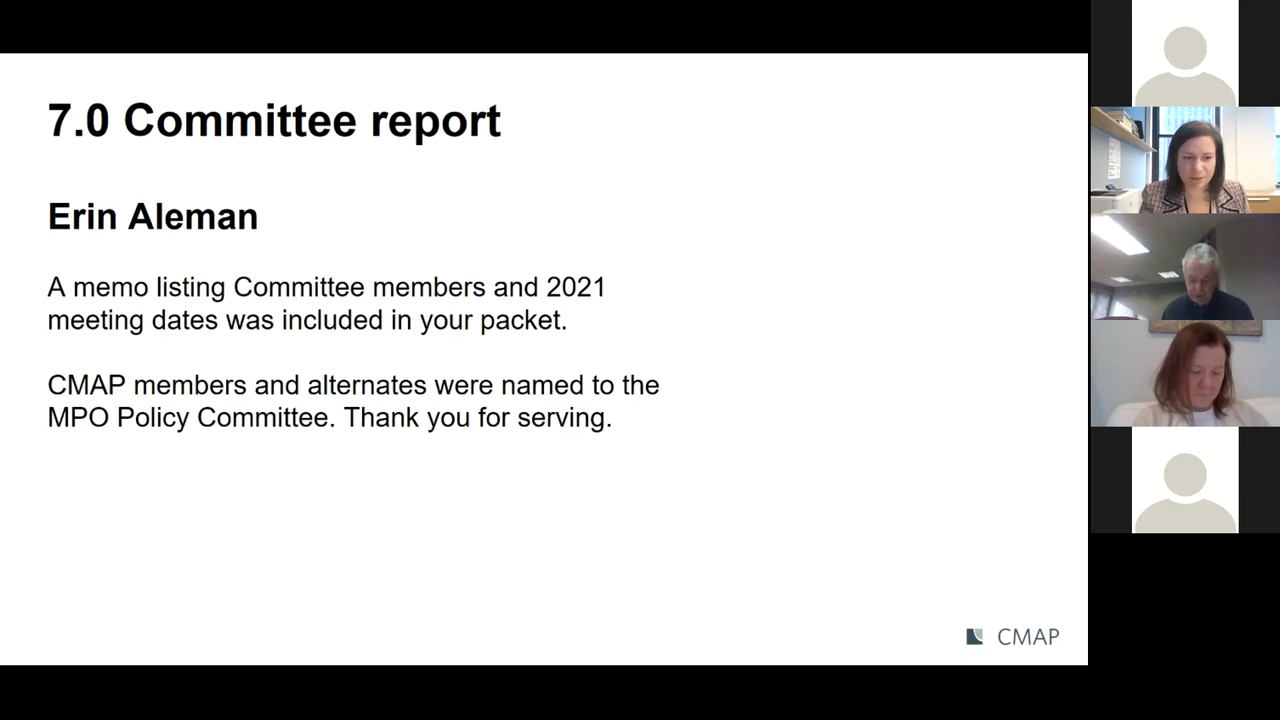 7.0 Committee report
Erin Aleman
A memo listing Committee members and 2021
meeting dates was included in your packet.
CMAP members and alternates were named to the
MPO Policy Committee. Thank you for serving.
CMAP